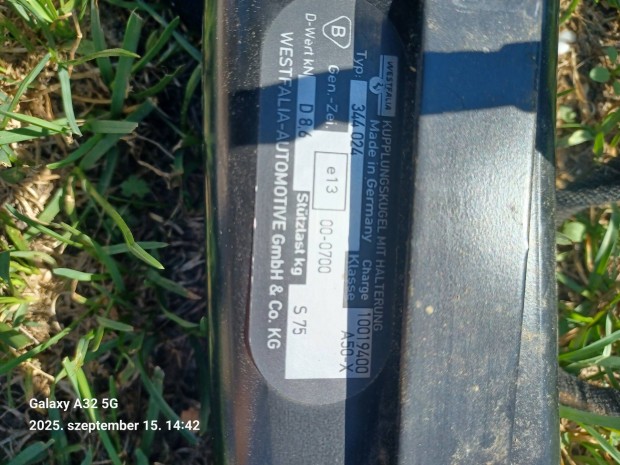 WESTFALIA
KUPPLUNGSKUGEL MIT HALTERUNG
Made in Germany
Charge 10019400
Typ: 344 024
Klasse A50-X
B Gen.-Zei. e13 00-0700
D-Wert kN D 8,6 Stützlast kg S 75
WESTFALIA-AUTOMOTIVE GmbH & Co. KG
Galaxy A32 5G
2025. szeptember 15. 14:42